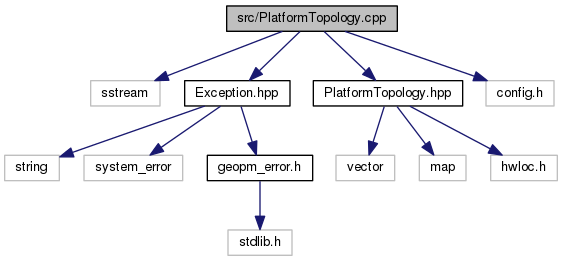 src/PlatformTopology.cpp
sstream
Exception.hpp
PlatformTopology.hpp
config.h
string
system_error
geopm_error.h
vector
map
hwloc.h
stdlib.h